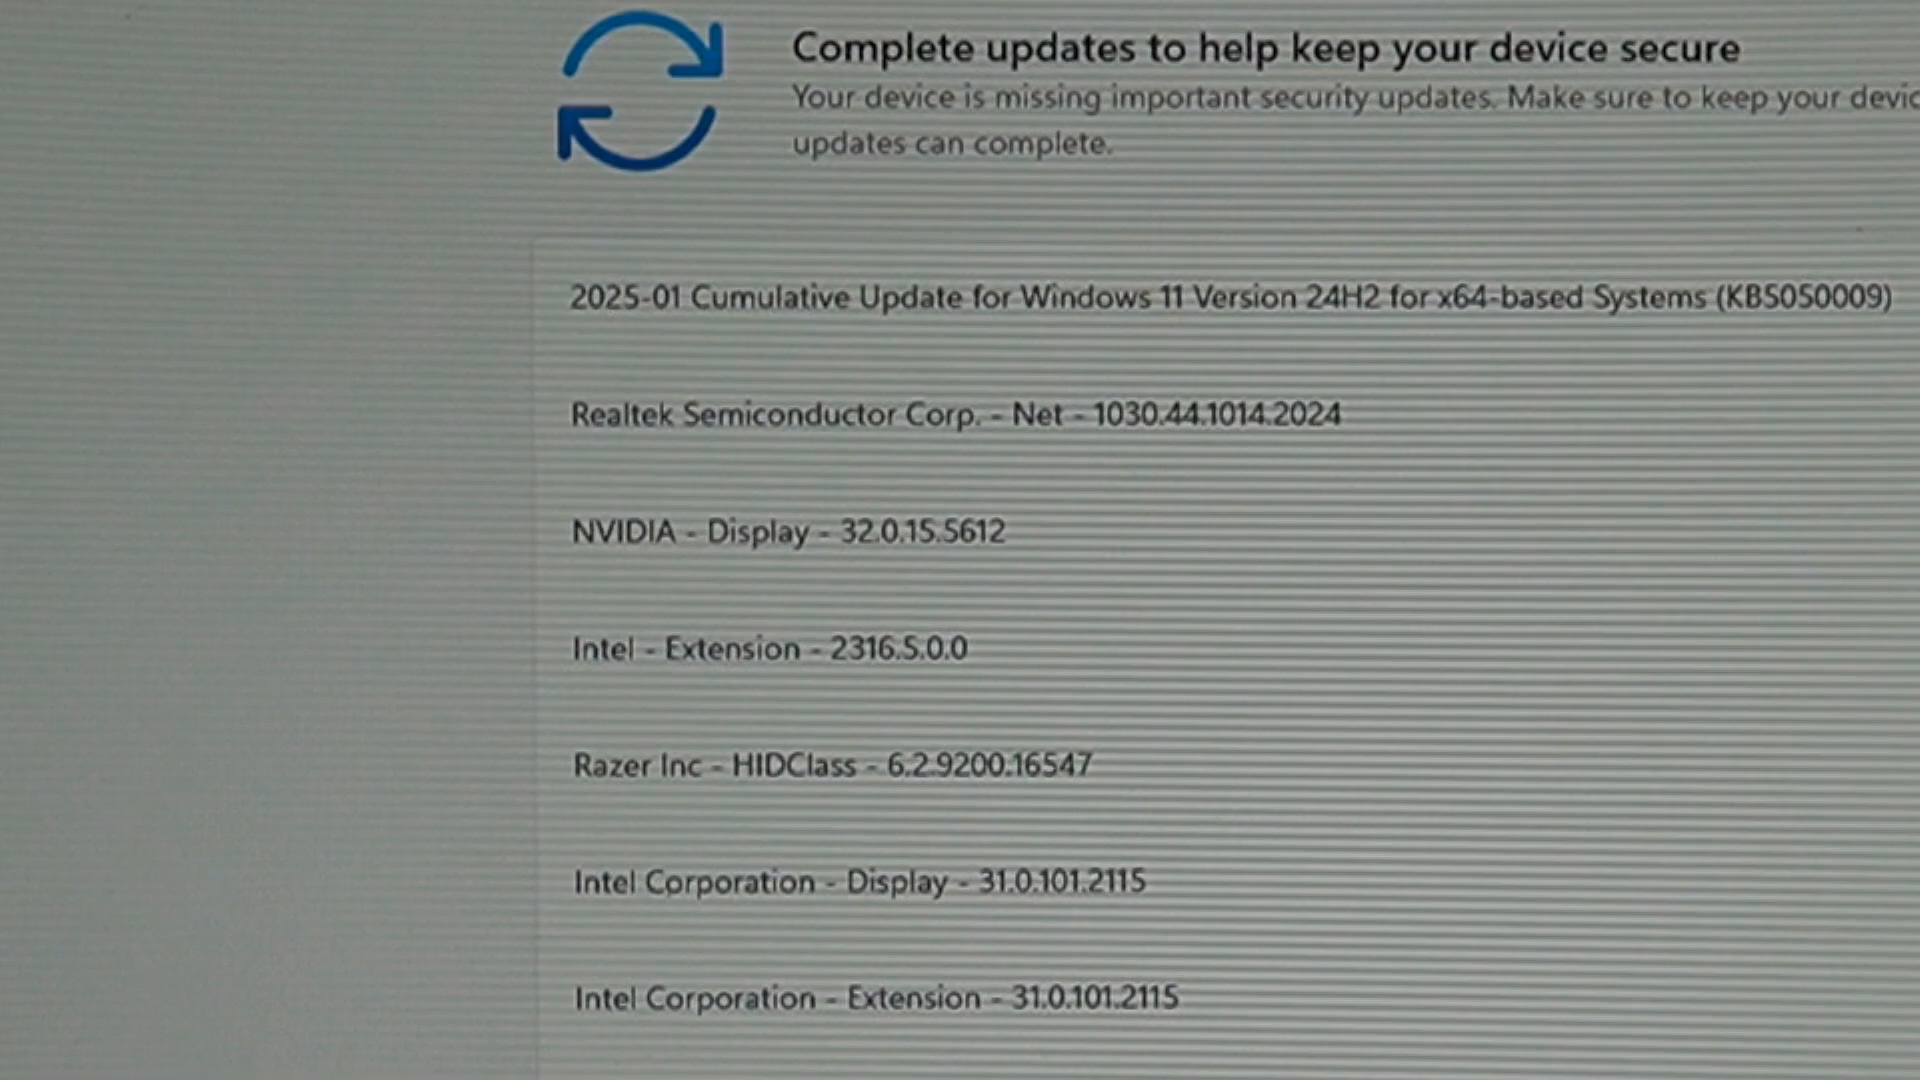 Complete updates to help keep your device secure
Your device is missing important security updates. Make sure to keep your
updates can complete.
2025-01 Cumulative Update for Windows 11 Version 24H2 for x64-based Systems (KB5050009)
Realtek Semiconductor Corp. - Net - 1030.44.1014.2024
NVIDIA - Display - 32.0.15.5612
Intel - Extension - 2316.5.0.0
Razer Inc - HIDClass - 6.2.9200.16547
Intel Corporation - Display - 31.0.101.2115
Intel Corporation - Extension - 31.0.101.2115